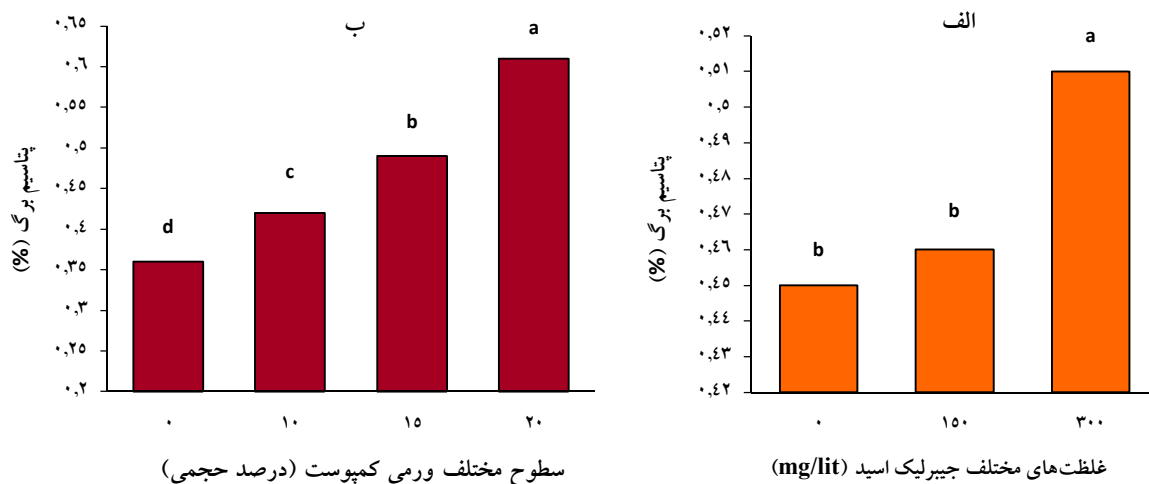 الف
a
b
b
۰,۵۲
۰,۵۱
۰,۵
۰,۴۹
۰,۴۸
۰,۴۷
۰,۴۶
۰,۴۵
۰,۴۴
۰,۴۳
۰,۴۲
پتاسیم برگ (%)
۰
۱۵۰
۳۰۰
غلظت‌های مختلف جیبرلیک اسید (mg/lit)
ب
a
b
c
d
۰,۶۵
۰,۶
۰,۵۵
۰,۵
۰,۴۵
۰,۴
۰,۳۵
۰,۳
۰,۲۵
۰,۲
پتاسیم برگ (%)
۰
۱۰
۱۵
۲۰
سطوح مختلف ورمی کمپوست (درصد حجمی)